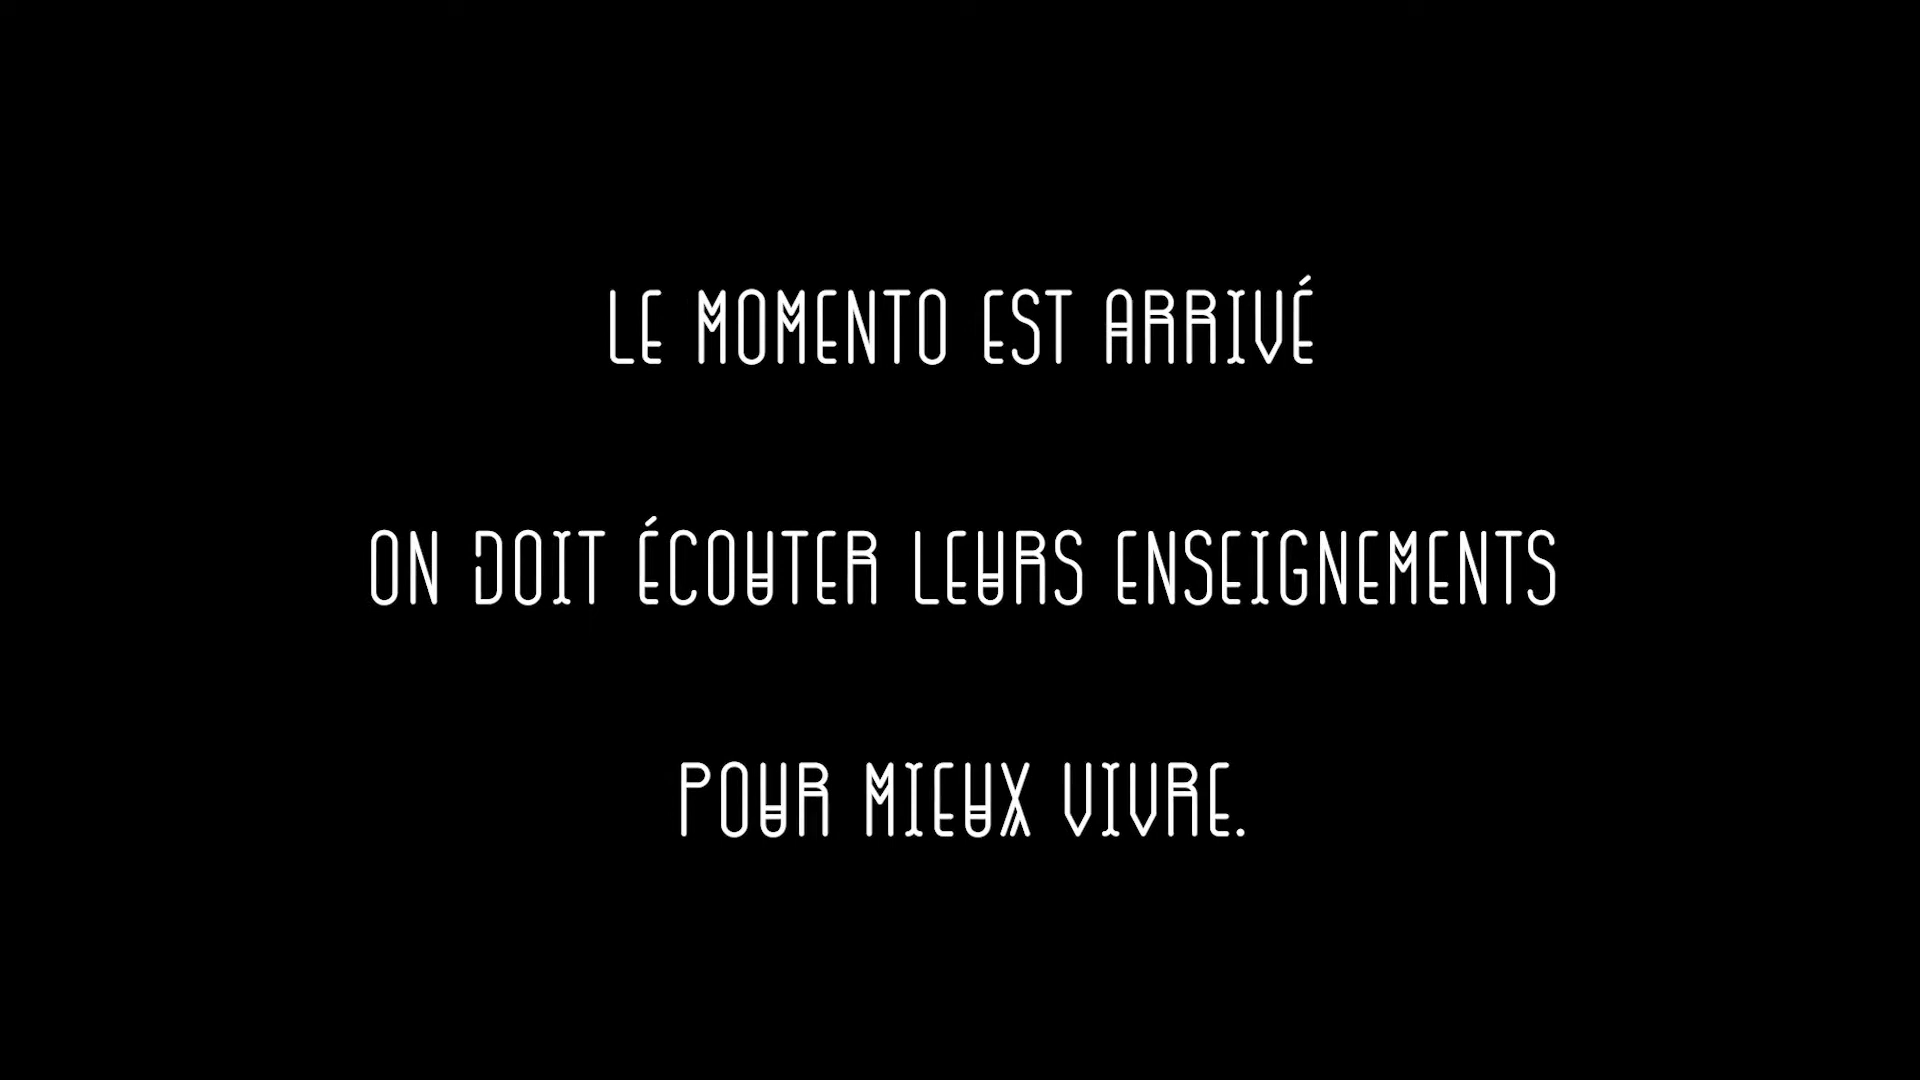 LE MOMENTO EST ARRIVÉ
ON DOIT ÉCOUTER LEURS ENSEIGNEMENTS
POUR MIEUX VIVRE.